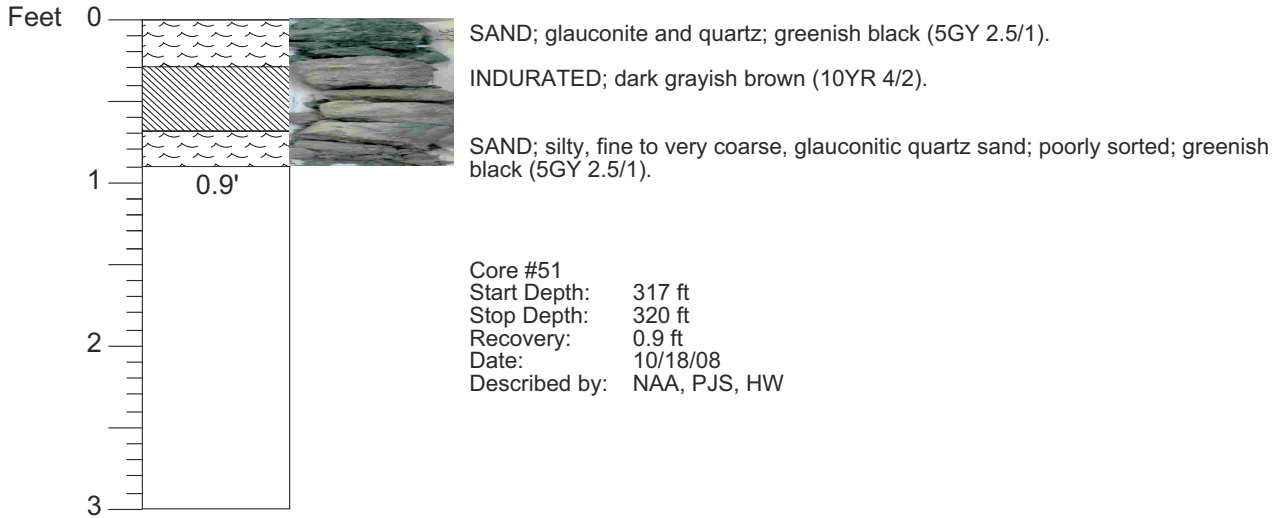 Feet
0
SAND; glauconite and quartz; greenish black (5GY 2.5/1).
INDURATED; dark grayish brown (10YR 4/2).
SAND; silty, fine to very coarse, glauconitic quartz sand; poorly sorted; greenish
black (5GY 2.5/1).
1
0.9'
Core #51
Start Depth: 317 ft
Stop Depth: 320 ft
2
Recovery: 0.9 ft
Date: 10/18/08
Described by: NAA, PJS, HW
3